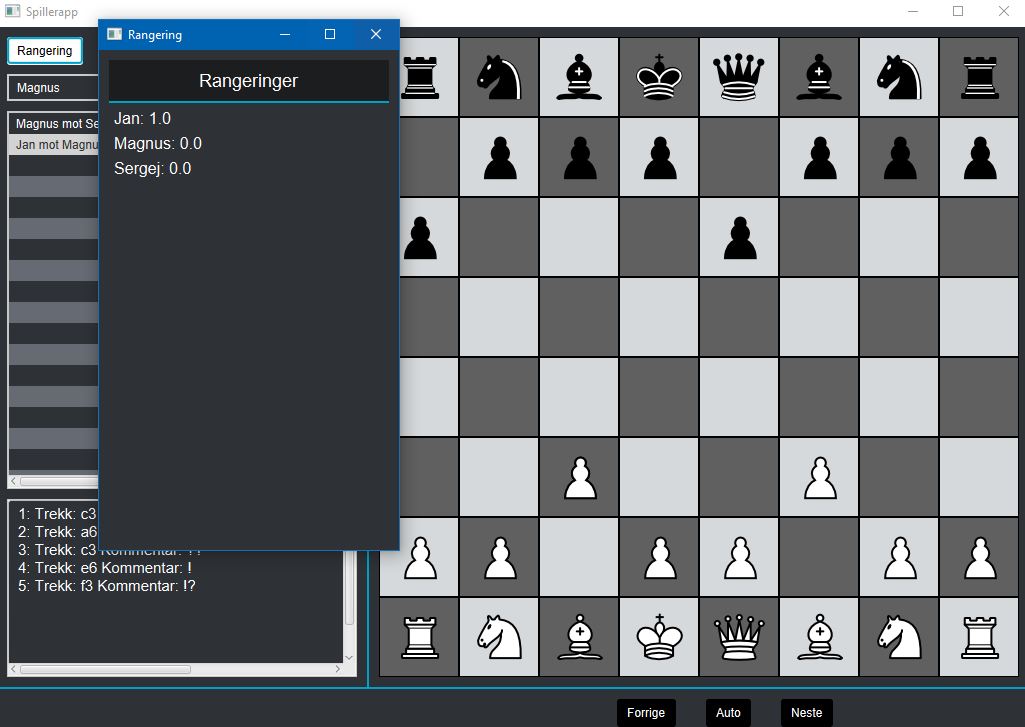 Spillerapp
Rangering
Rangering
Magnus
Rangeringer
Jan: 1.0
Magnus: 0.0
Sergej: 0.0
Magnus mot Se
Jan mot Magnu
1: Trekk: c3
2: Trekk: a6
3: Trekk: c3 Kommentar: !?
4: Trekk: e6 Kommentar: !
5: Trekk: f3 Kommentar: !?
Forrige
Auto
Neste